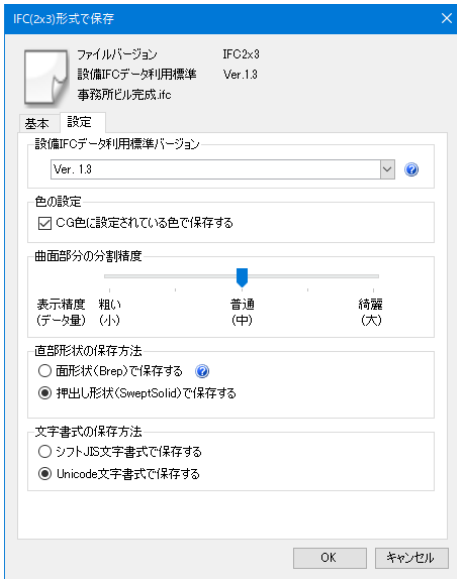 IFC(2x3)形式で保存
ファイルバージョン IFC2x3
設備IFCデータ利用標準 Ver.1.3
事務所ビル完成.ifc
基本 設定
設備IFCデータ利用標準バージョン
Ver. 1.3
色の設定
CG色に設定されている色で保存する
曲面部分の分割精度
表示精度 粗い 普通 綺麗
(データ量) (小) (中) (大)
直部形状の保存方法
面形状(Brep)で保存する
押出し形状(SweptSolid)で保存する
文字書式の保存方法
シフトJIS文字書式で保存する
Unicode文字書式で保存する
OK キャンセル